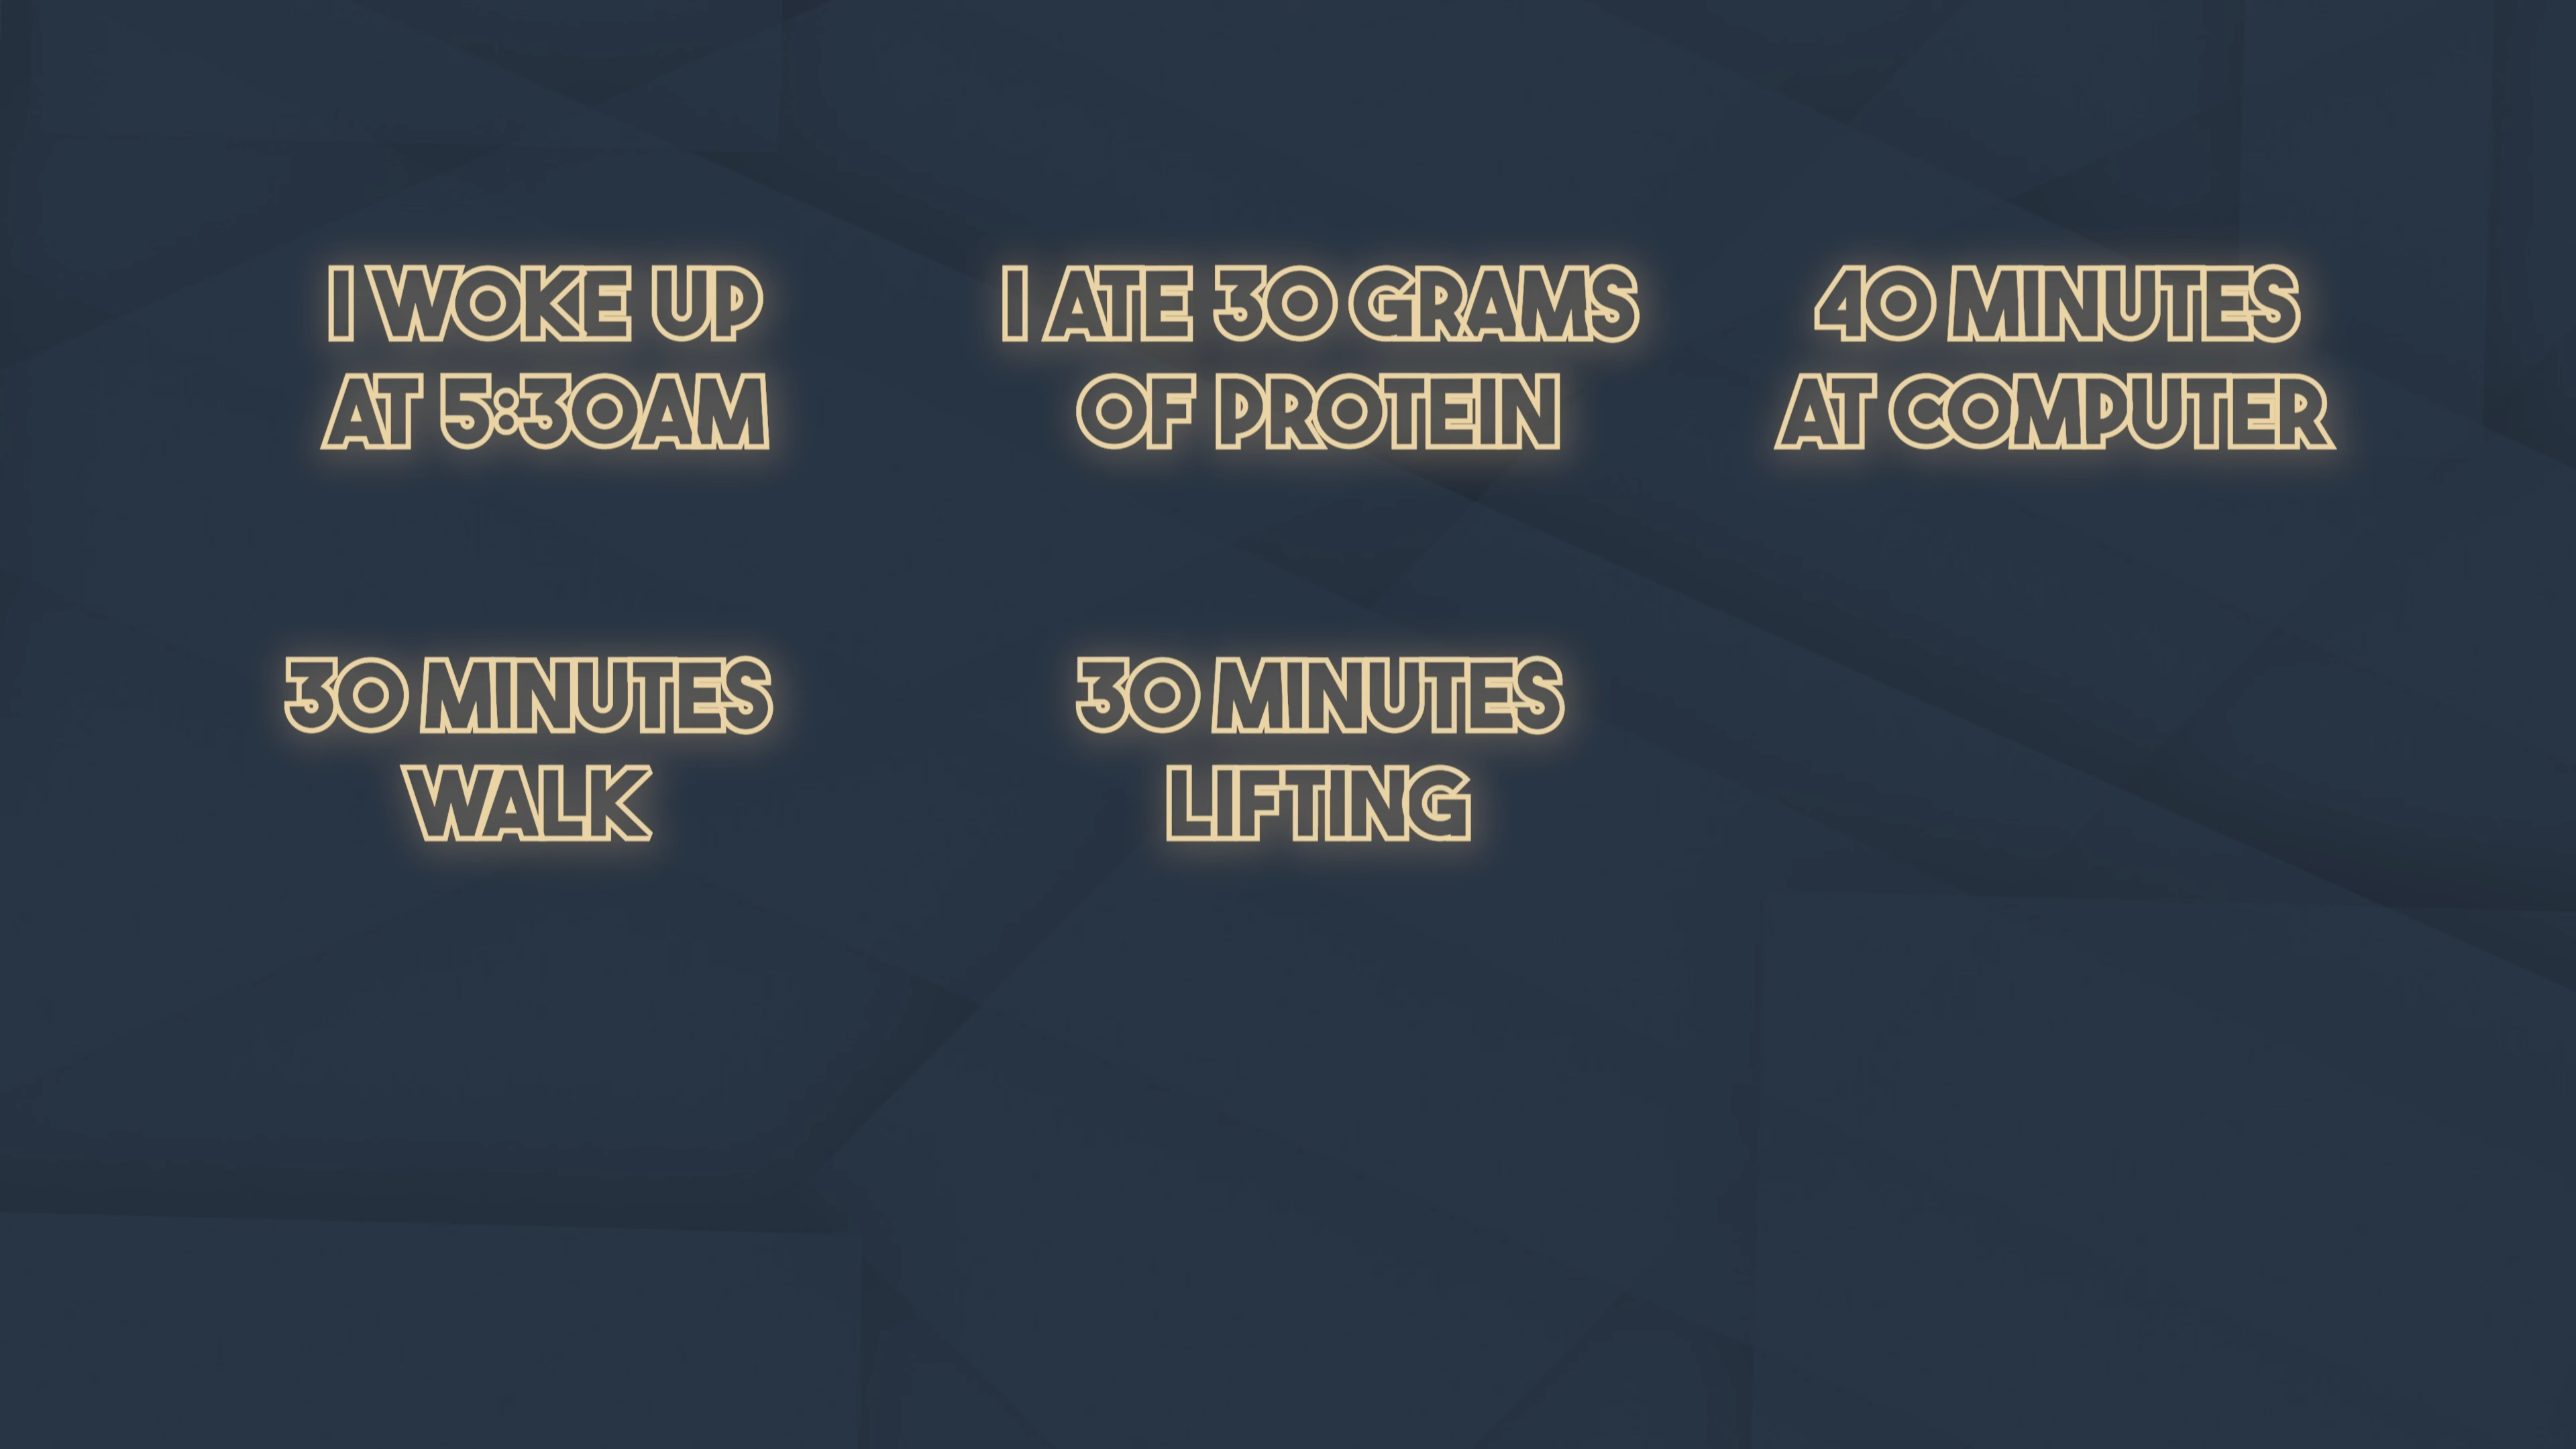 I WOKE UP
AT 5:30AM
I ATE 30 GRAMS
OF PROTEIN
40 MINUTES
AT COMPUTER
30 MINUTES
WALK
30 MINUTES
LIFTING